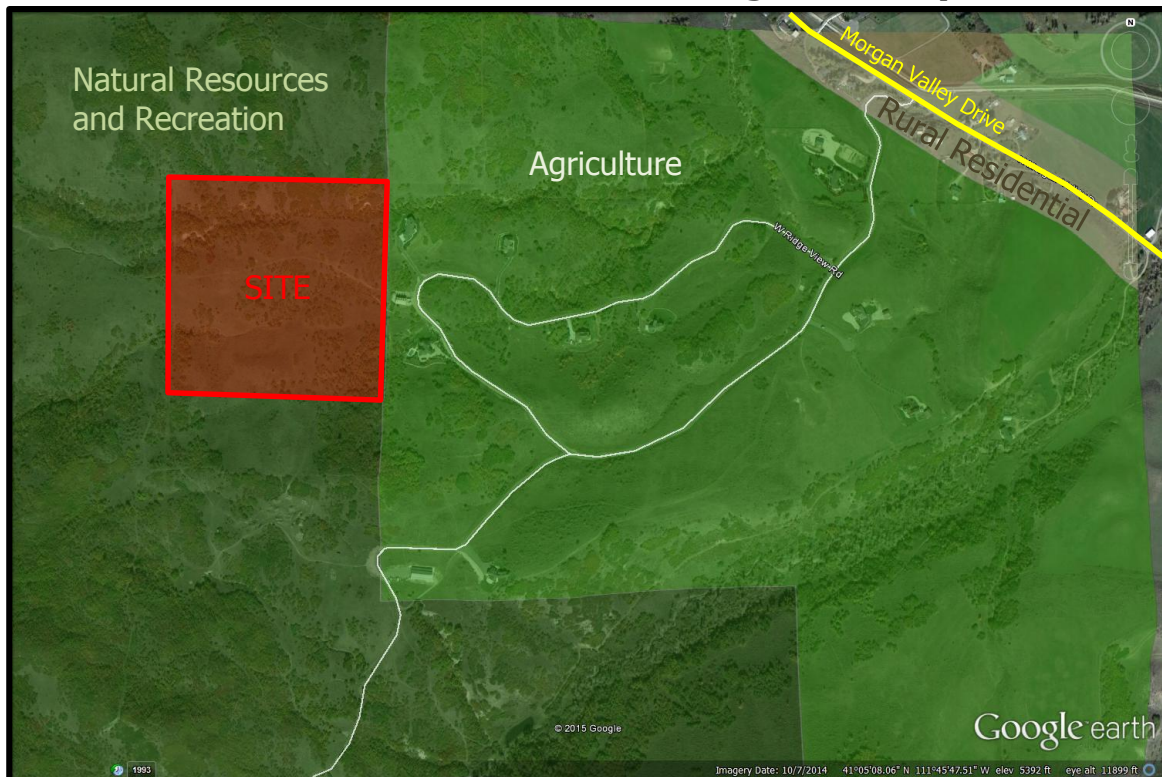 Natural Resources
and Recreation
Agriculture
Morgan Valley Drive
Rural Residential
N
SITE
W Ridge View Rd
© 2015 Google
Google earth
1993
Imagery Date: 10/7/2014 41°05'08.06" N 111°45'47.51" W elev 5392 ft eye alt 11899 ft